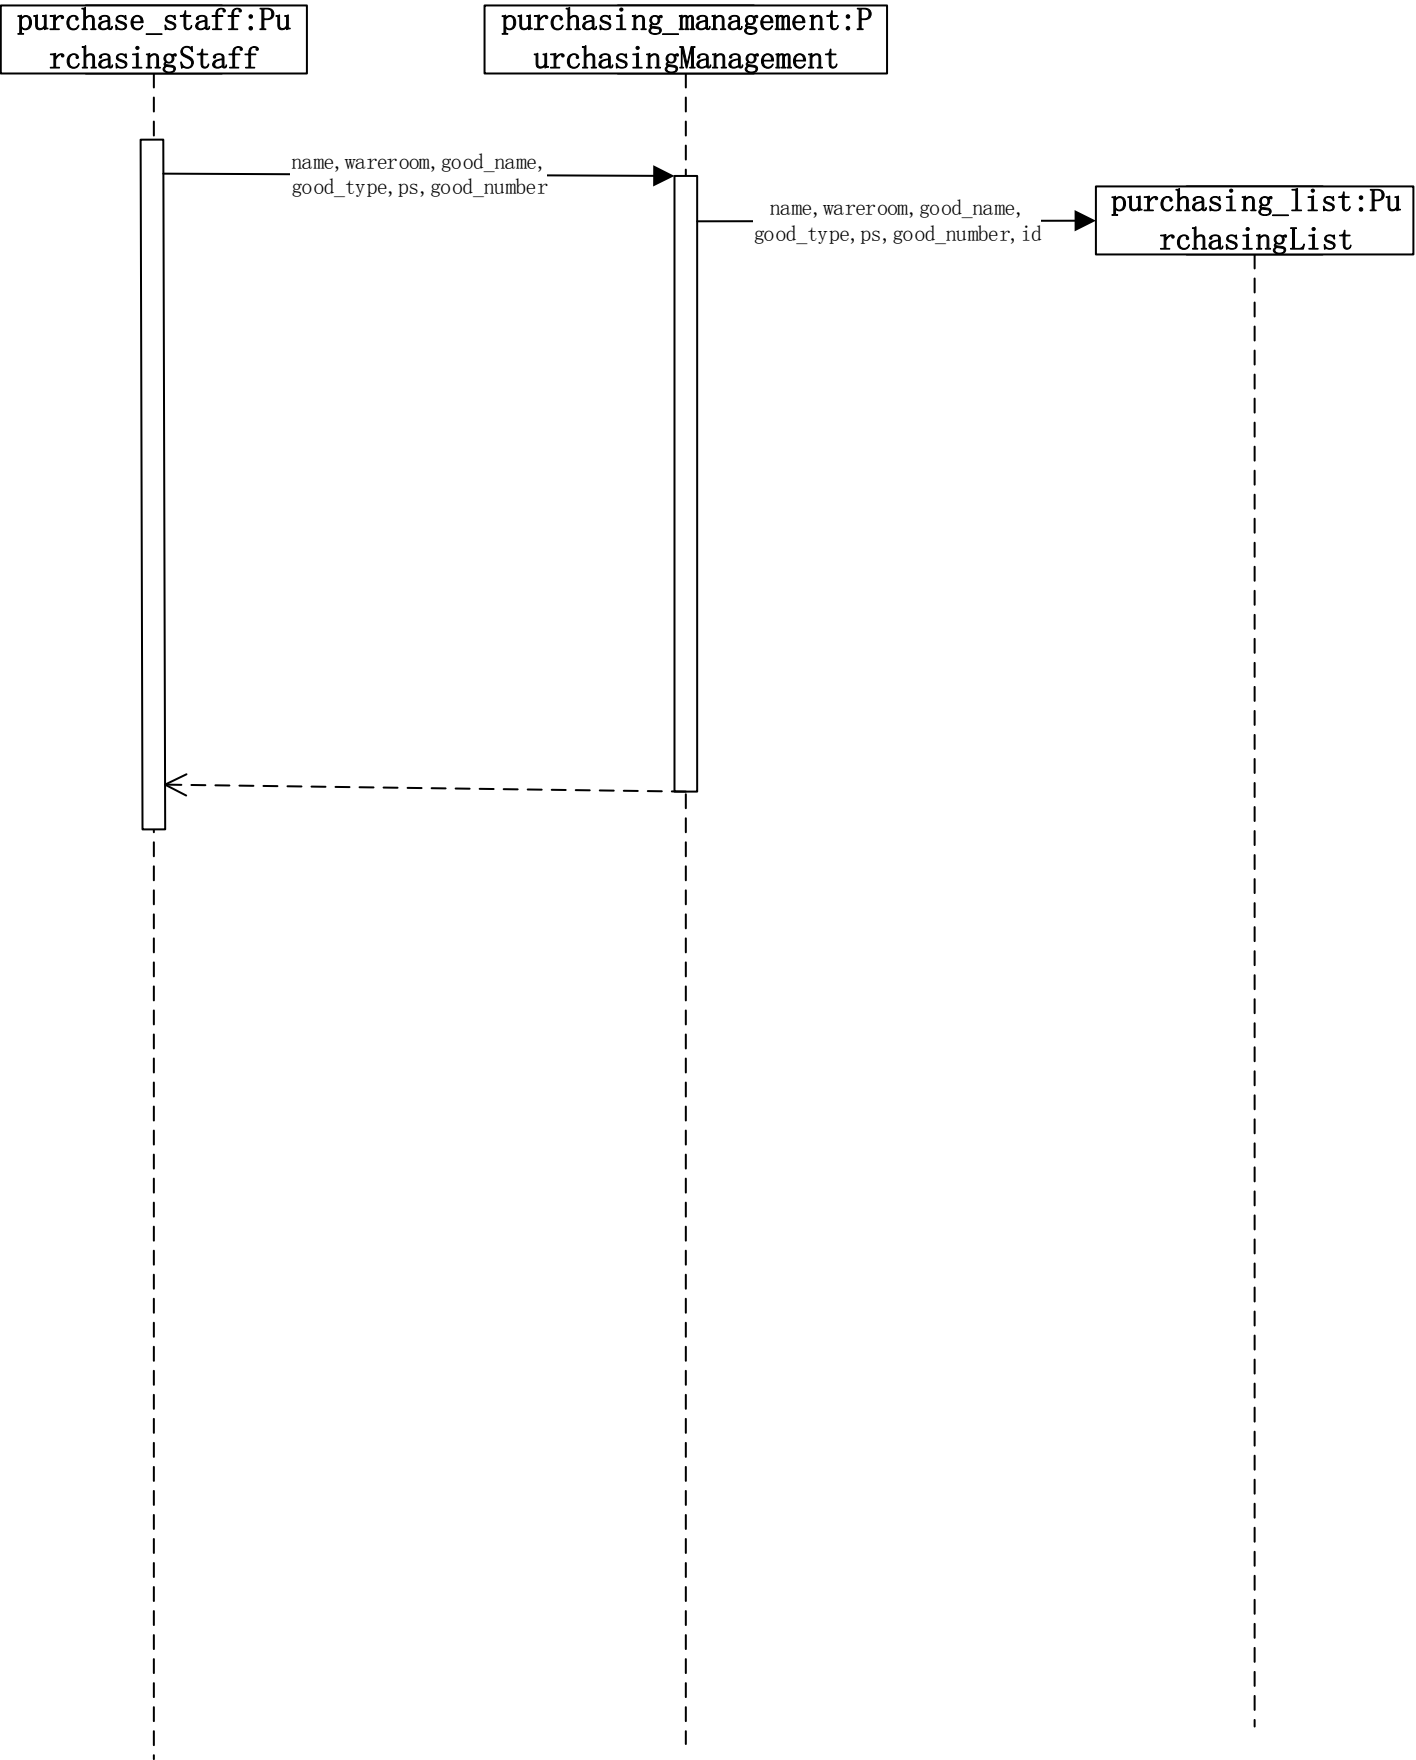 purchase_staff:Pu
rchasingStaff
purchasing_management:P
urchasingManagement
name,wareroom,good_name,
good_type,ps,good_number
name,wareroom,good_name,
good_type,ps,good_number,id
purchasing_list:Pu
rchasingList